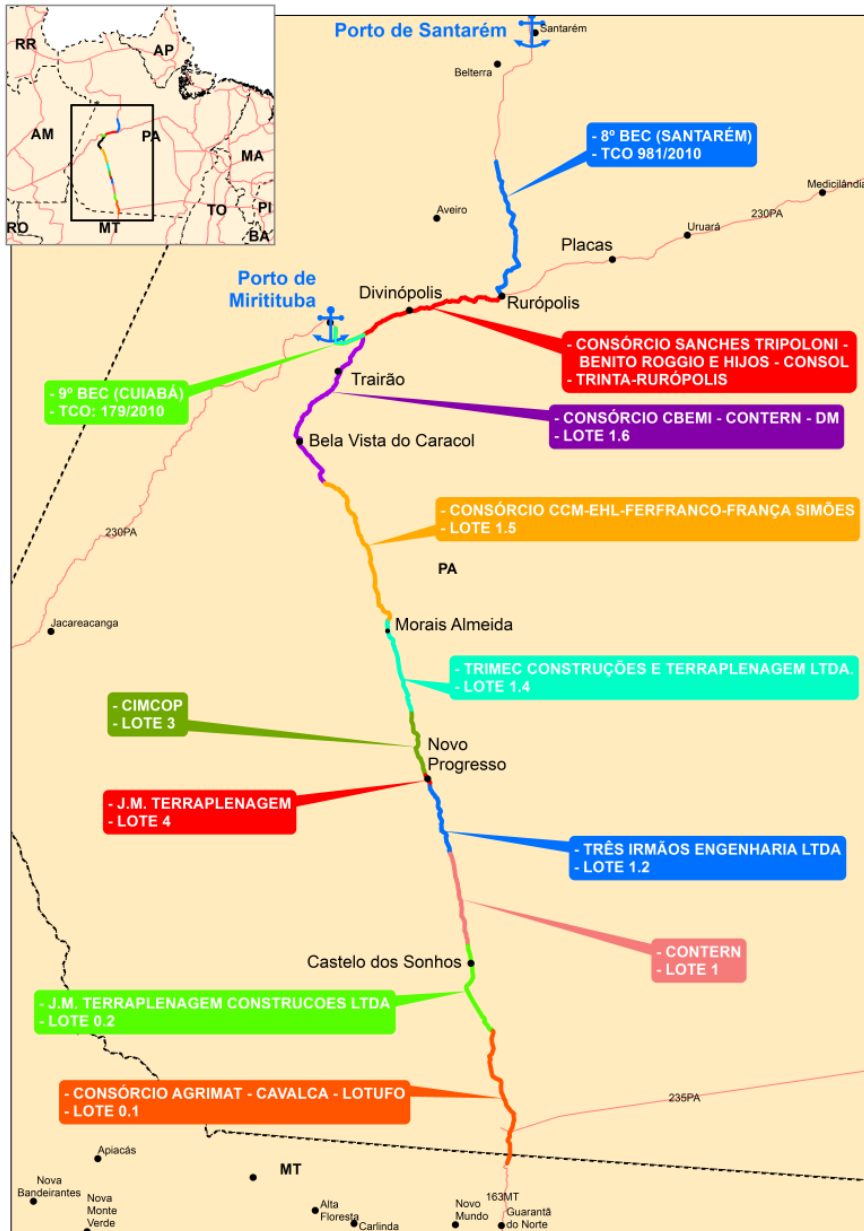 RR
AP
AM
PA
MA
RO
MT
TO
PI
BA
Porto de Santarém
Santarém
Belterra
- 8º BEC (SANTARÉM)
- TCO 981/2010
Medicilândia
230PA
Aveiro
Uruará
Placas
Porto de
Miritituba
Divinópolis
Rurópolis
- CONSÓRCIO SANCHES TRIPOLONI -
BENITO ROGGIO E HIJOS - CONSOL
- TRINTA-RURÓPOLIS
- 9º BEC (CUIABÁ)
- TCO: 179/2010
Trairão
- CONSÓRCIO CBEMI - CONTERN - DM
- LOTE 1.6
Bela Vista do Caracol
- CONSÓRCIO CCM-EHL-FERFRANCO-FRANÇA SIMÕES
- LOTE 1.5
230PA
PA
Jacareacanga
Morais Almeida
- TRIMEC CONSTRUÇÕES E TERRAPLENAGEM LTDA.
- LOTE 1.4
- CIMCOP
- LOTE 3
Novo
Progresso
- J.M. TERRAPLENAGEM
- LOTE 4
- TRÊS IRMÃOS ENGENHARIA LTDA
- LOTE 1.2
- CONTERN
- LOTE 1
Castelo dos Sonhos
- J.M. TERRAPLENAGEM CONSTRUCOES LTDA
- LOTE 0.2
- CONSÓRCIO AGRIMAT - CAVALCA - LOTUFO
- LOTE 0.1
235PA
Apiacás
MT
Nova
Bandeirantes
Nova
Monte
Verde
Alta
Floresta
Carlinda
Novo
Mundo
163MT
Guarantã
do Norte